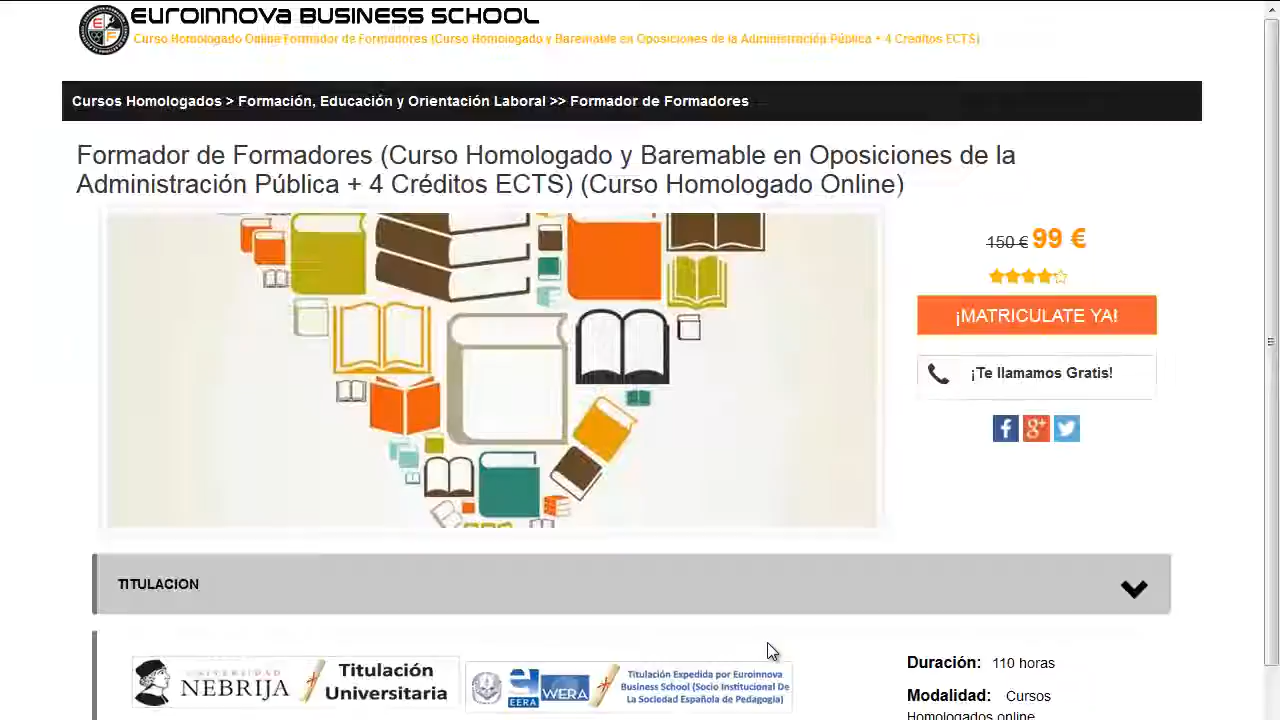 EUROINNOVA BUSINESS SCHOOL
Curso Homologado Online Formador de Formadores (Curso Homologado y Baremable en Oposiciones de la Administración Pública + 4 Creditos ECTS)
Cursos Homologados > Formación, Educación y Orientación Laboral >> Formador de Formadores
Formador de Formadores (Curso Homologado y Baremable en Oposiciones de la
Administración Pública + 4 Créditos ECTS) (Curso Homologado Online)
150 € 99 €
¡MATRICULATE YA!
¡Te llamamos Gratis!
TITULACION
UNIVERSIDAD
NEBRIJA
Titulación
Universitaria
EERA
WERA
Titulación Expedida por Euroinnova
Business School (Socio Institucional De
La Sociedad Española de Pedagogía)
Duración: 110 horas
Modalidad: Cursos
Homologados online